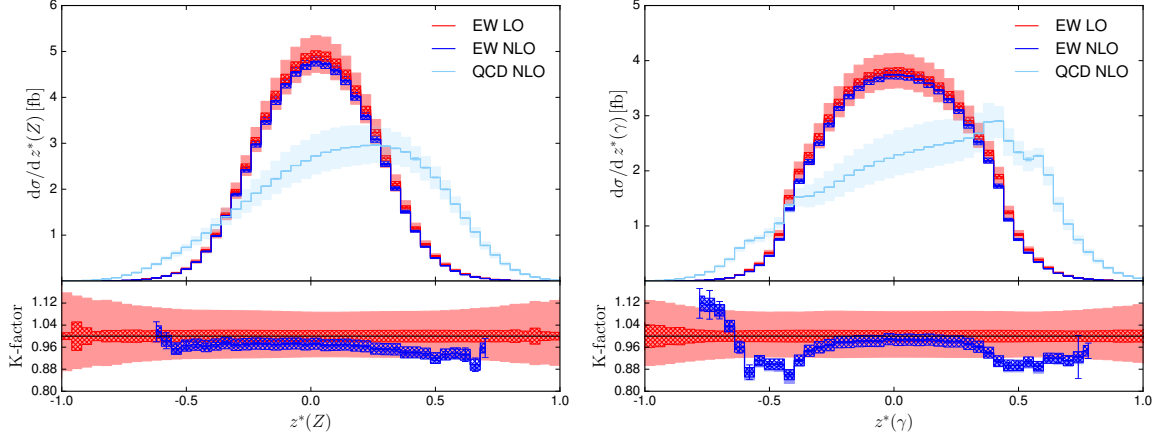 6
5
4
3
2
1
dσ/dz*(Z) [fb]
EW LO
EW NLO
QCD NLO
1.12
1.04
0.96
0.88
0.80
K-factor
-1.0
-0.5
0.0
0.5
1.0
z*(Z)
5
4
3
2
1
dσ/dz*(γ) [fb]
EW LO
EW NLO
QCD NLO
1.12
1.04
0.96
0.88
0.80
K-factor
-1.0
-0.5
0.0
0.5
1.0
z*(γ)